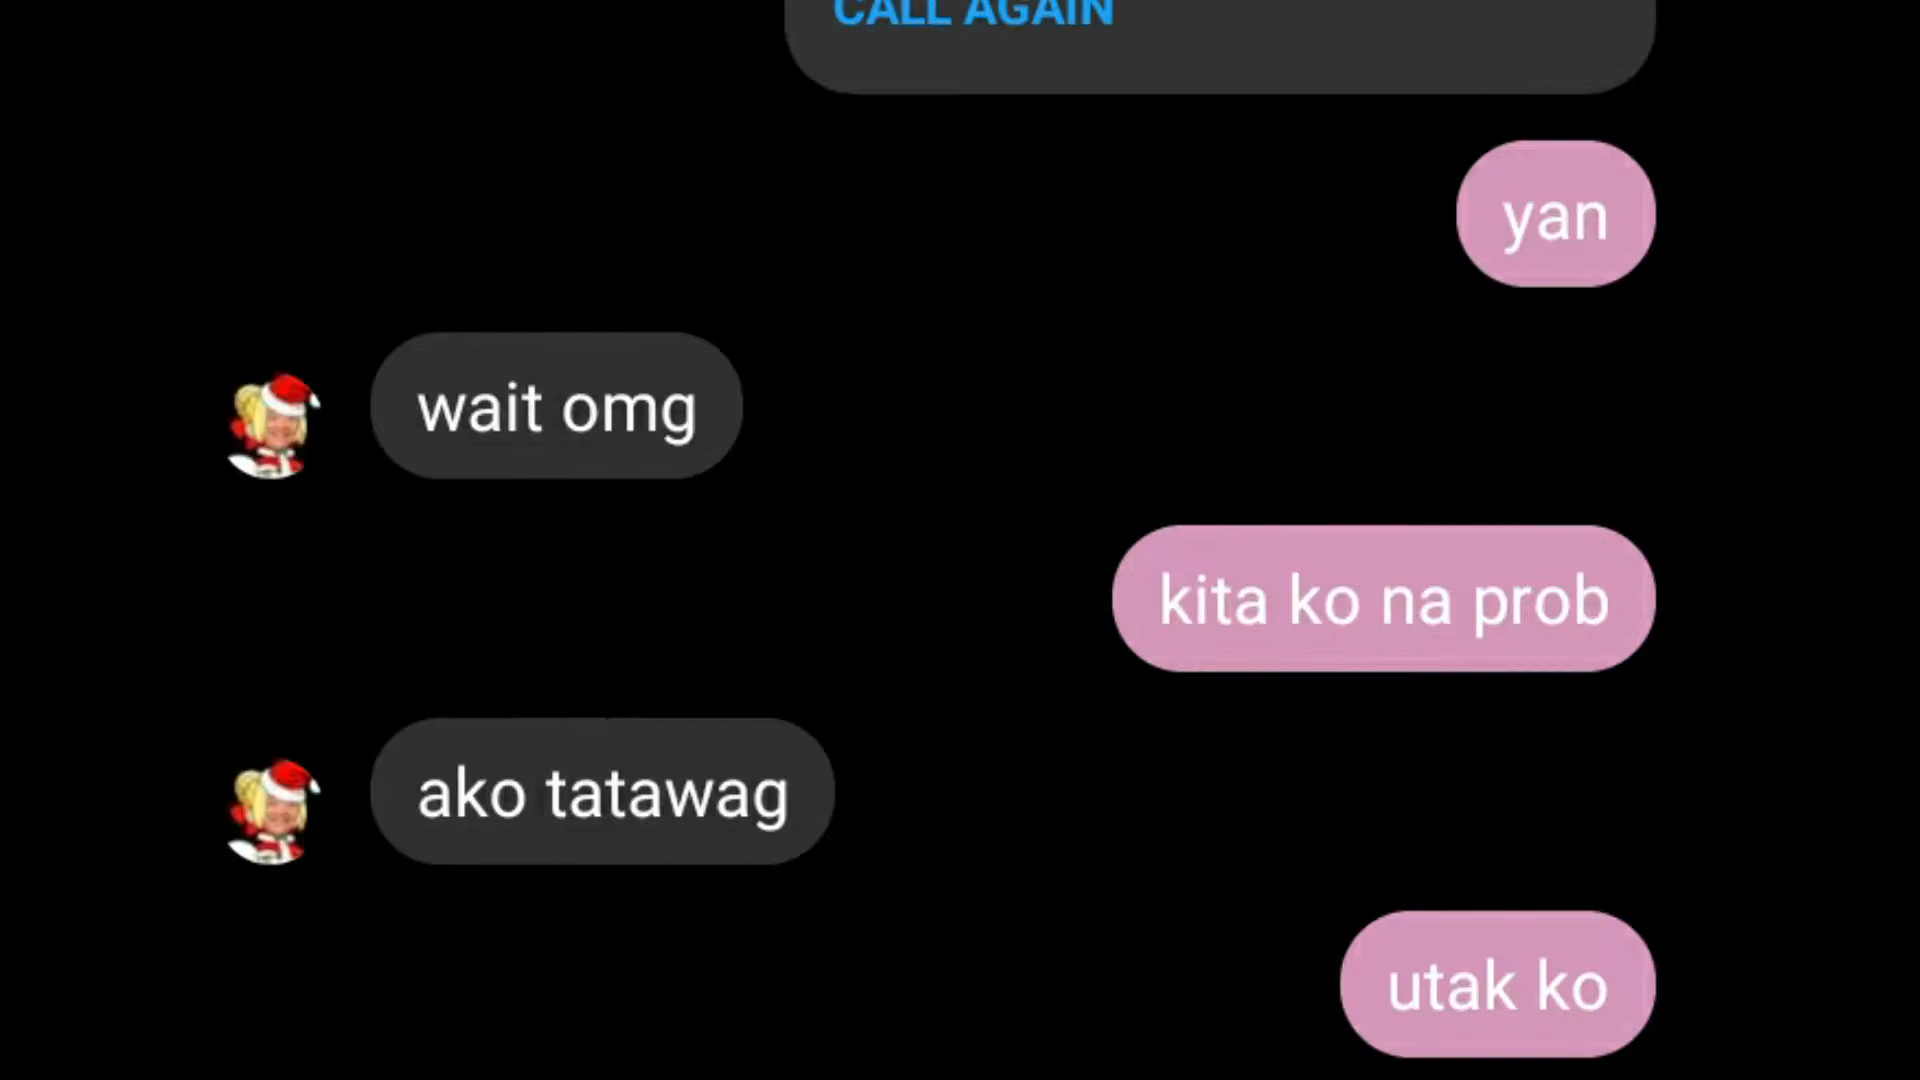 CALL AGAIN
yan
wait omg
kita ko na prob
ako tatawag
utak ko